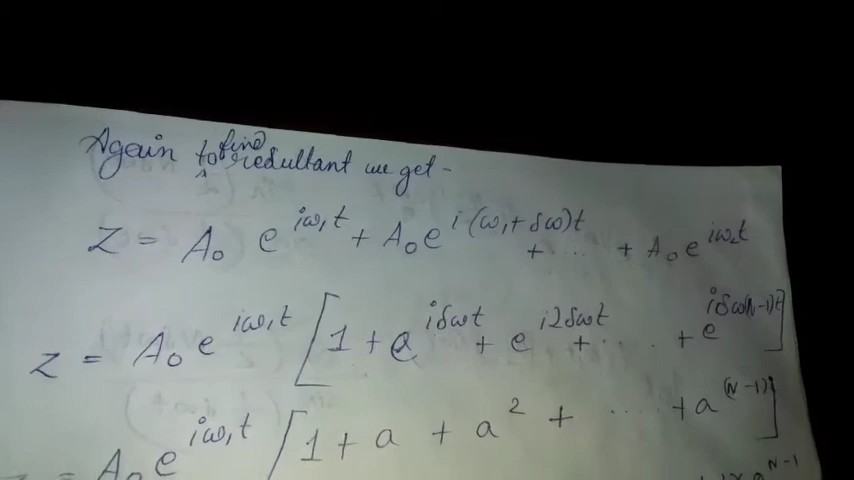 Again to find resultant we get -
z = A₀ e^{iω₁t} + A₀ e^{i(ω₁+δω)t} + ... + A₀ e^{iω₂t}
z = A₀ e^{iω₁t} [1 + e^{iδωt} + e^{i2δωt} + .... + e^{iδω(N-1)t}]
A₀ e^{iω₁t} [1 + a + a² + .... + a^{(N-1)}]